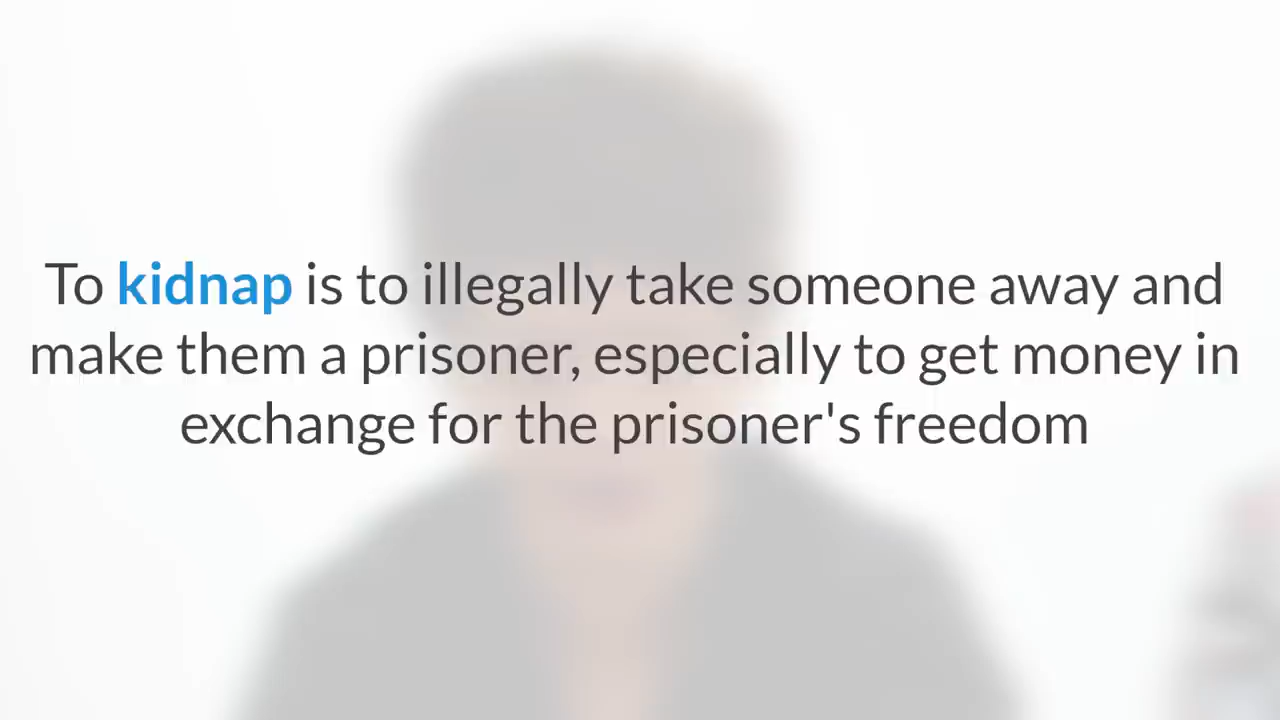 To kidnap is to illegally take someone away and
make them a prisoner, especially to get money in
exchange for the prisoner's freedom